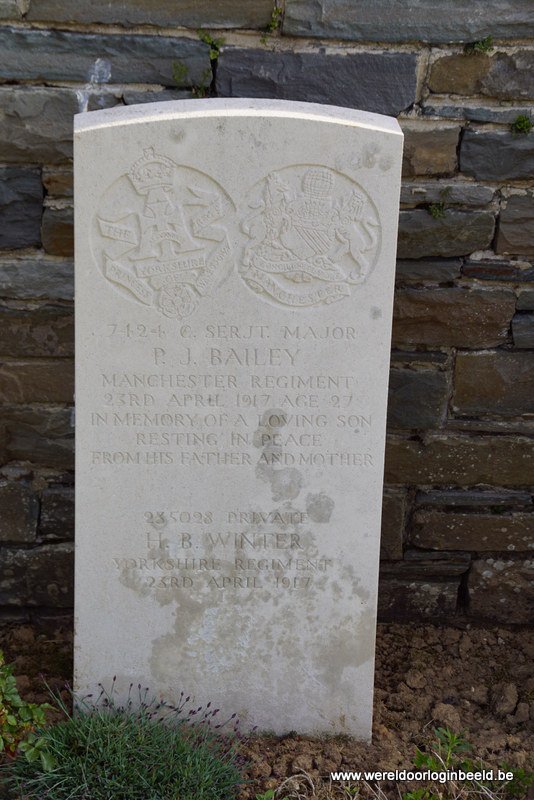 THE
YORKSHIRE
MANCHESTER
7424 C. SERJT. MAJOR
P. J. BAILEY
MANCHESTER REGIMENT
23RD APRIL 1917 AGE 27
IN MEMORY OF A LOVING SON
RESTING IN PEACE
FROM HIS FATHER AND MOTHER
235098 PRIVATE
H. B. WINTER
YORKSHIRE REGIMENT
23RD APRIL 1917
www.wereldoorloginbeeld.be